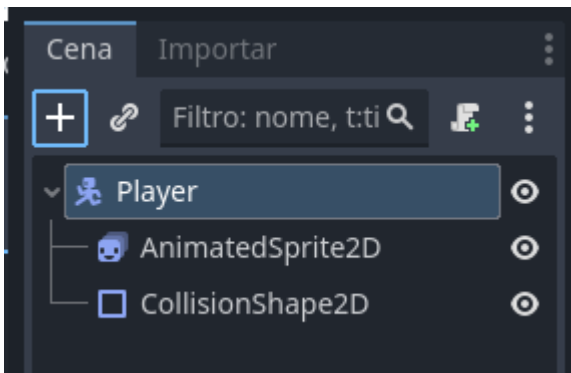 Cena Importar
Filtro: nome, t:ti
Player
AnimatedSprite2D
CollisionShape2D